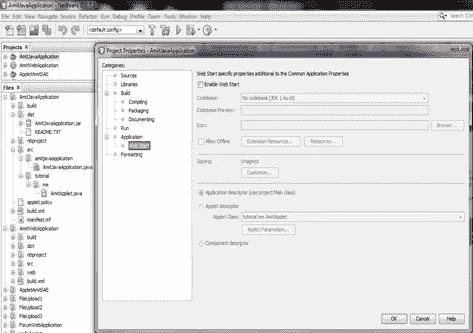 AmitJavaApplication - NetBeans
File Edit View Navigate Source Refactor Run Debug Profile Team Tools Window Help
<default config>
Projects
AmitJavaApplication
AmitWebApplication
AppletAmitEAE
Files
AmitJavaApplication
build
dist
AmitJavaApplication.jar
README.TXT
nbproject
src
amitjavaapplication
AmitJavaApplication.java
tutorial
me
AmitApplet.java
applet.policy
build.xml
manifest.mf
AmitWebApplication
build
dist
nbproject
src
web
build.xml
AppletAmitEAE
FileUpload1
FileUpload2
FileUpload3
ForumWebApplication
Project Properties - AmitJavaApplication
Categories:
Sources
Libraries
Build
Compiling
Packaging
Documenting
Run
Application
Web Start
Formatting
Web Start specific properties additional to the Common Application Properties
Enable Web Start
Codebase:
No codebase (JDK 1.6u18)
Codebase Preview:
Icon:
Browse...
Allow Offline
Extension Resources...
Resources...
Signing:
Unsigned
Customize...
Application descriptor (use project Main class)
Applet descriptor
Applet Class:
tutorial.me.AmitApplet
Applet Parameters...
Component descriptor
OK
Cancel
Help